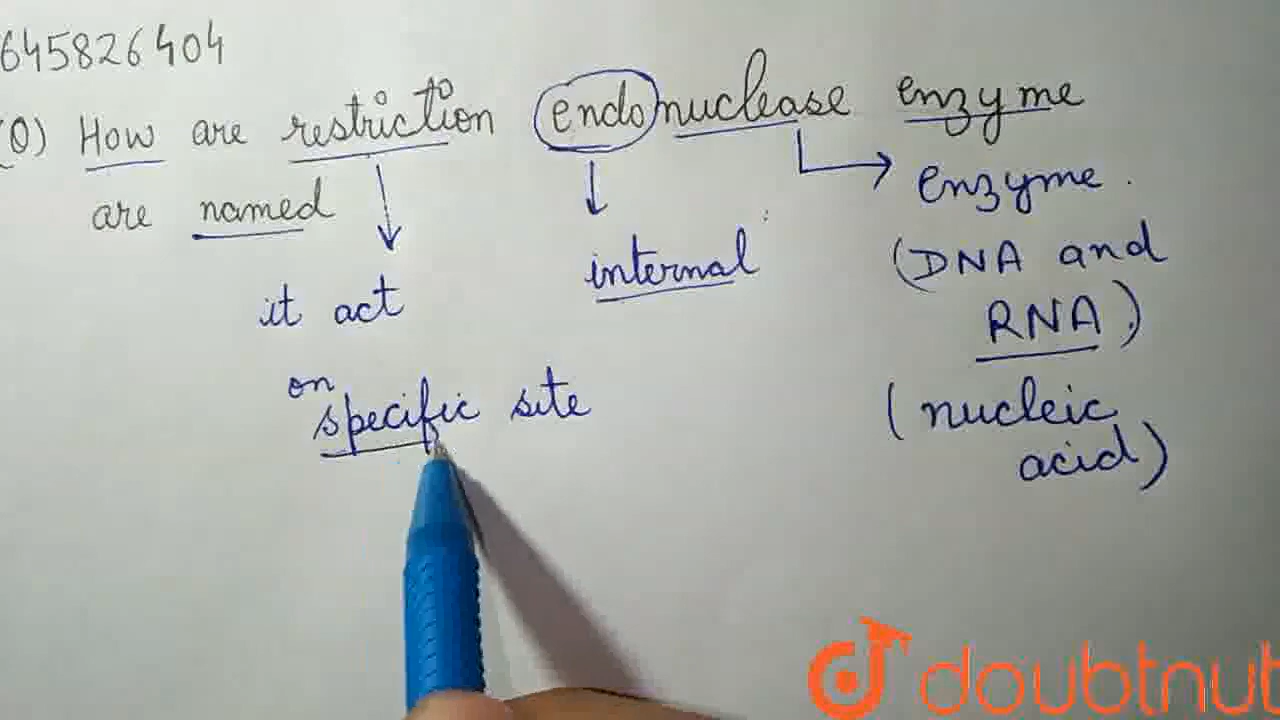 645826404
(Q) How are restriction endonuclease enzyme
are named
enzyme.
internal
(DNA and
RNA)
it act
on
specific site
(nucleic
acid)
doubtnut